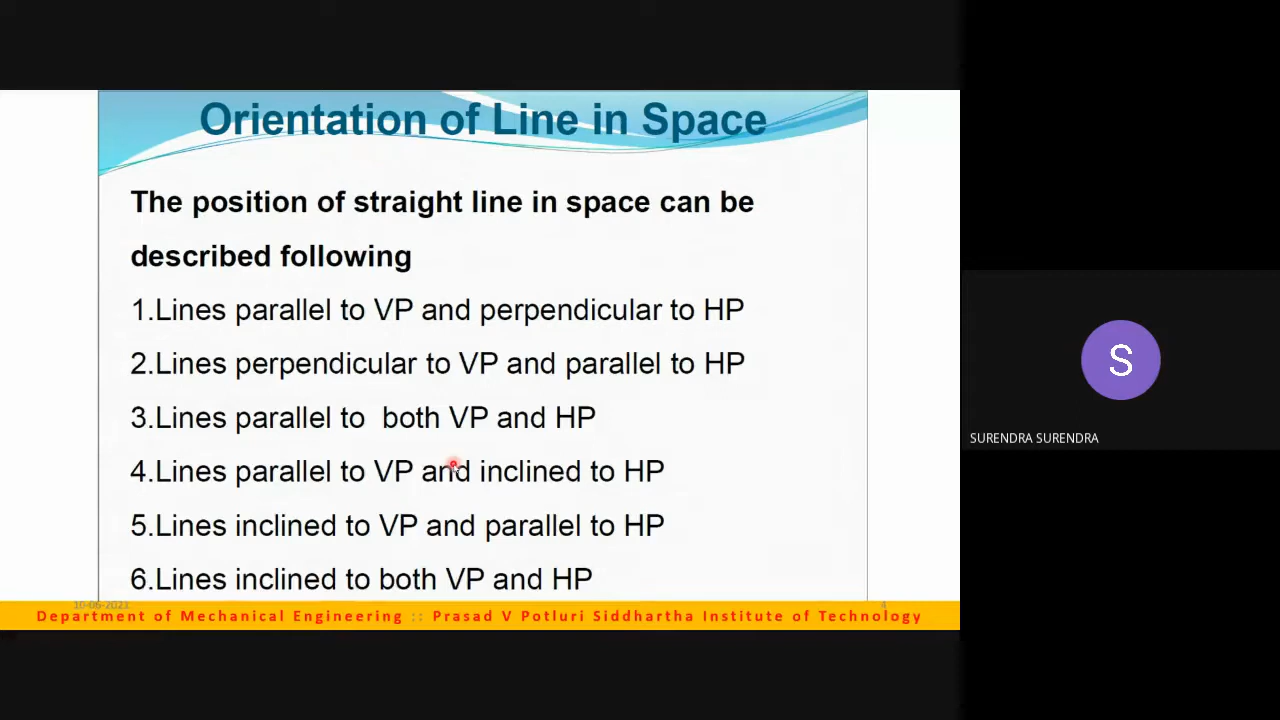 Orientation of Line in Space
The position of straight line in space can be
described following
1.Lines parallel to VP and perpendicular to HP
2.Lines perpendicular to VP and parallel to HP
3.Lines parallel to  both VP and HP
4.Lines parallel to VP and inclined to HP
5.Lines inclined to VP and parallel to HP
6.Lines inclined to both VP and HP
10-06-2021
4
Department of Mechanical Engineering :: Prasad V Potluri Siddhartha Institute of Technology
S
SURENDRA SURENDRA